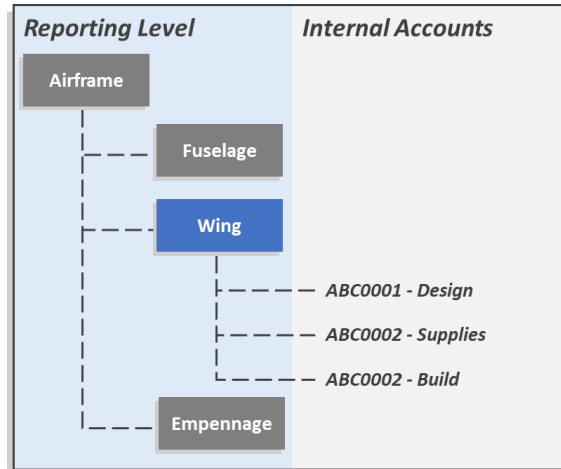 Reporting Level
Internal Accounts
Airframe
Fuselage
Wing
ABC0001 - Design
ABC0002 - Supplies
ABC0002 - Build
Empennage